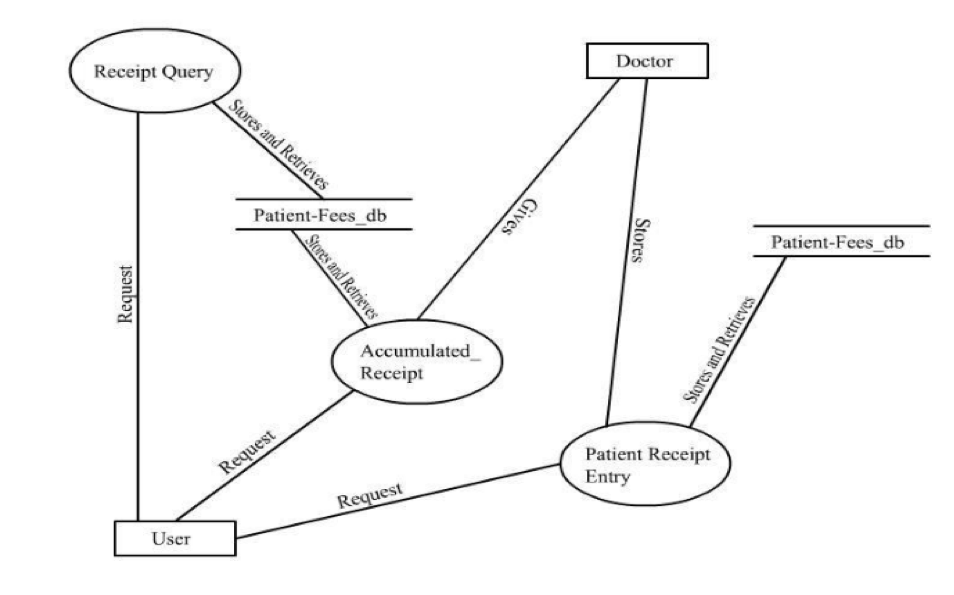 Receipt Query
Doctor
Stores and Retrieves
Patient-Fees_db
Gives
Stores
Patient-Fees_db
Stores and Retrieves
Request
Accumulated_
Receipt
Stores and Retrieves
Request
Patient Receipt
Entry
Request
User